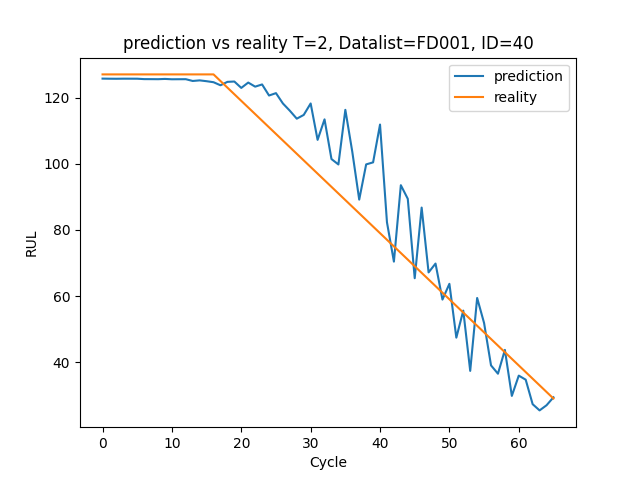 prediction vs reality T=2, Datalist=FD001, ID=40
prediction
reality
120
100
80
60
40
RUL
0 10 20 30 40 50 60
Cycle